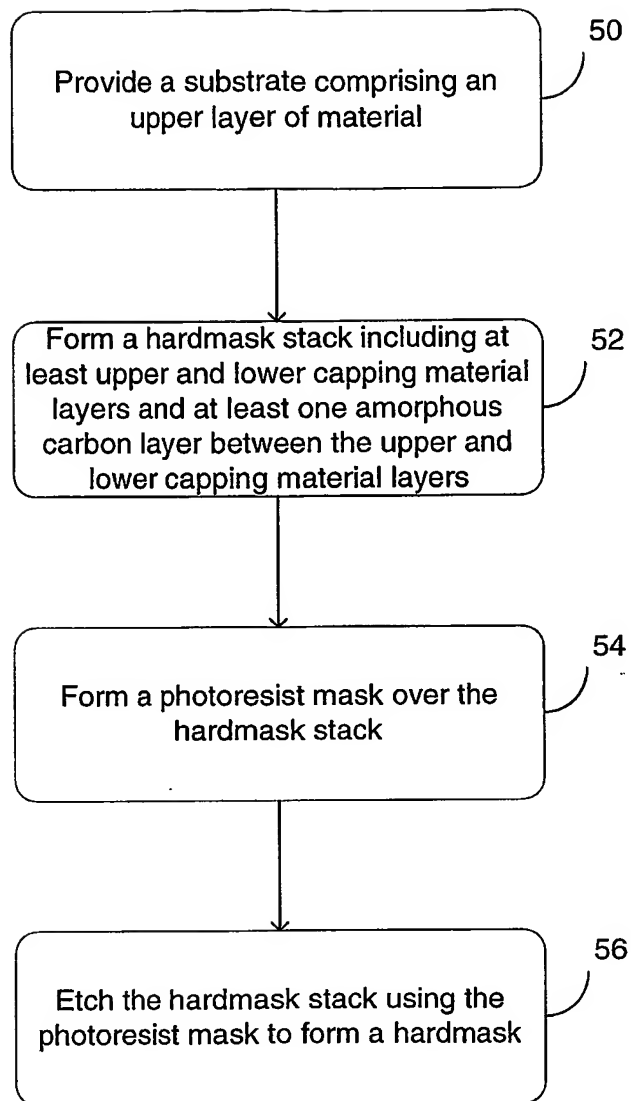 50
Provide a substrate comprising an
upper layer of material
52
Form a hardmask stack including at
least upper and lower capping material
layers and at least one amorphous
carbon layer between the upper and
lower capping material layers
54
Form a photoresist mask over the
hardmask stack
56
Etch the hardmask stack using the
photoresist mask to form a hardmask